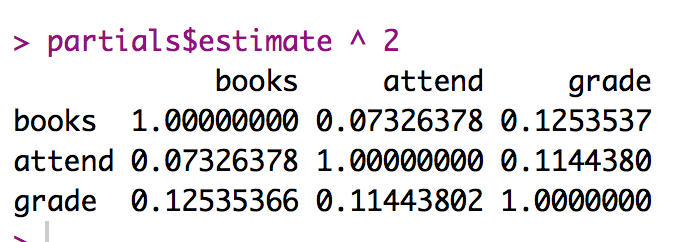 > partials$estimate ^ 2
books attend grade
books 1.00000000 0.07326378 0.1253537
attend 0.07326378 1.00000000 0.1144380
grade 0.12535366 0.11443802 1.0000000
>